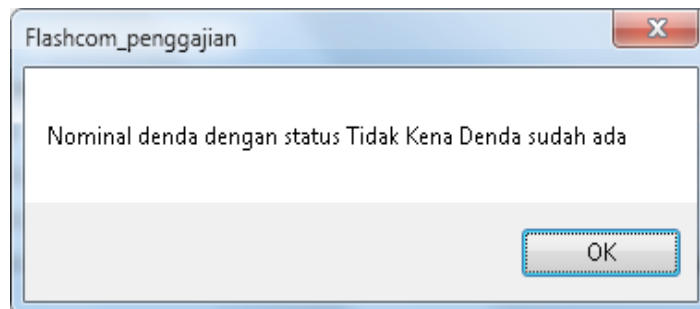 Flashcom_penggajian
Nominal denda dengan status Tidak Kena Denda sudah ada
OK